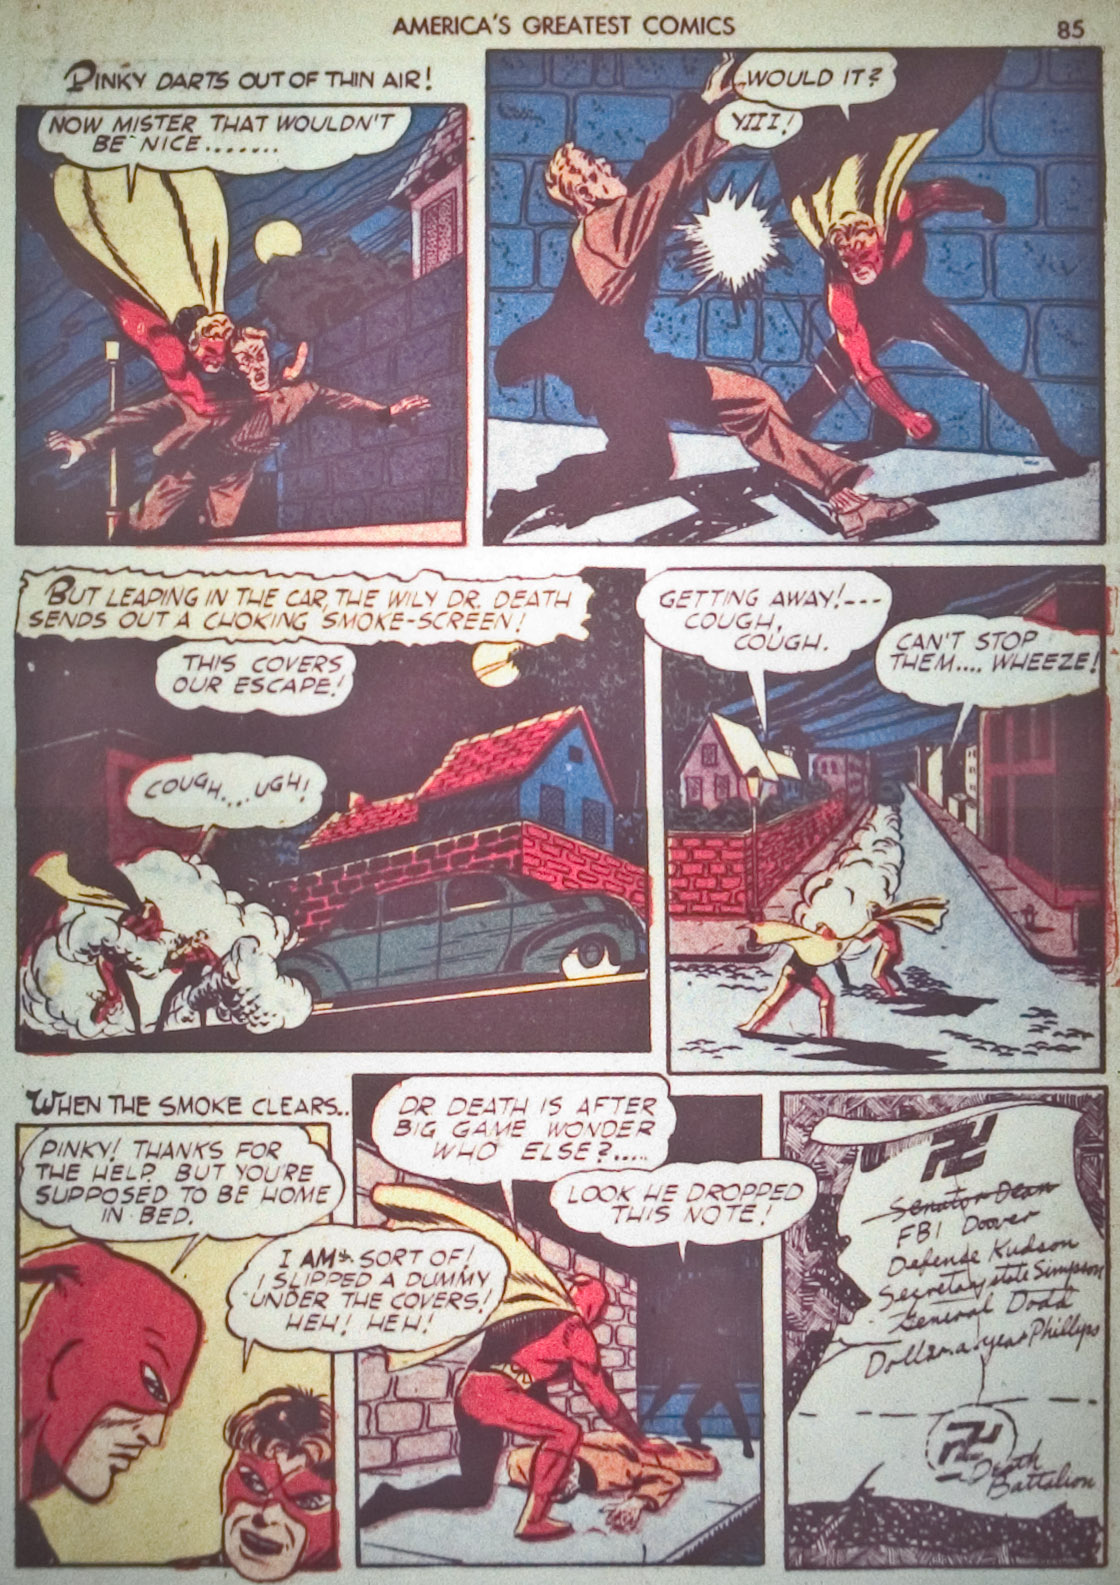 AMERICA'S GREATEST COMICS
85
PINKY DARTS OUT OF THIN AIR!
NOW MISTER THAT WOULDN'T
BE NICE.......
WOULD IT?
YIII!
BUT LEAPING IN THE CAR, THE WILY DR. DEATH
SENDS OUT A CHOKING SMOKE-SCREEN!
THIS COVERS
OUR ESCAPE!
COUGH...UGH!
GETTING AWAY!---
COUGH,
COUGH.
CAN'T STOP
THEM.... WHEEZE!
WHEN THE SMOKE CLEARS..
PINKY! THANKS FOR
THE HELP. BUT YOU'RE
SUPPOSED TO BE HOME
IN BED.
I AM* SORT OF!
I SLIPPED A DUMMY
UNDER THE COVERS!
HEH! HEH!
DR DEATH IS AFTER
BIG GAME WONDER
WHO ELSE?.....
LOOK HE DROPPED
THIS NOTE!
Senator Dean
FBI Doover
Defense Kudson
Secretary state Simpson
General Dodd
Dollar a year Phillips
Death
Battalion